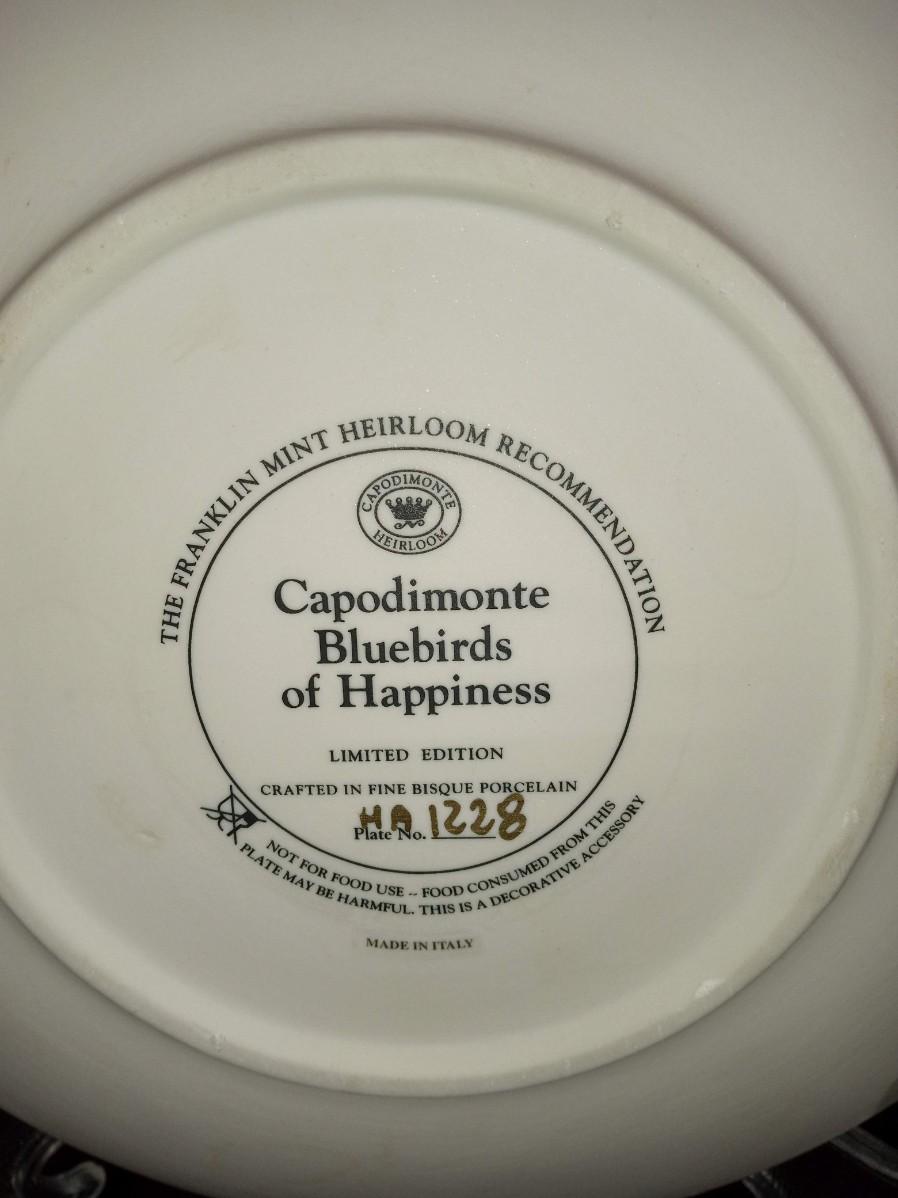 THE FRANKLIN MINT HEIRLOOM RECOMMENDATION
CAPODIMONTE
HEIRLOOM
Capodimonte
Bluebirds
of Happiness
LIMITED EDITION
CRAFTED IN FINE BISQUE PORCELAIN
Plate No. HA 1228
NOT FOR FOOD USE -- FOOD CONSUMED FROM THIS
PLATE MAY BE HARMFUL. THIS IS A DECORATIVE ACCESSORY
MADE IN ITALY